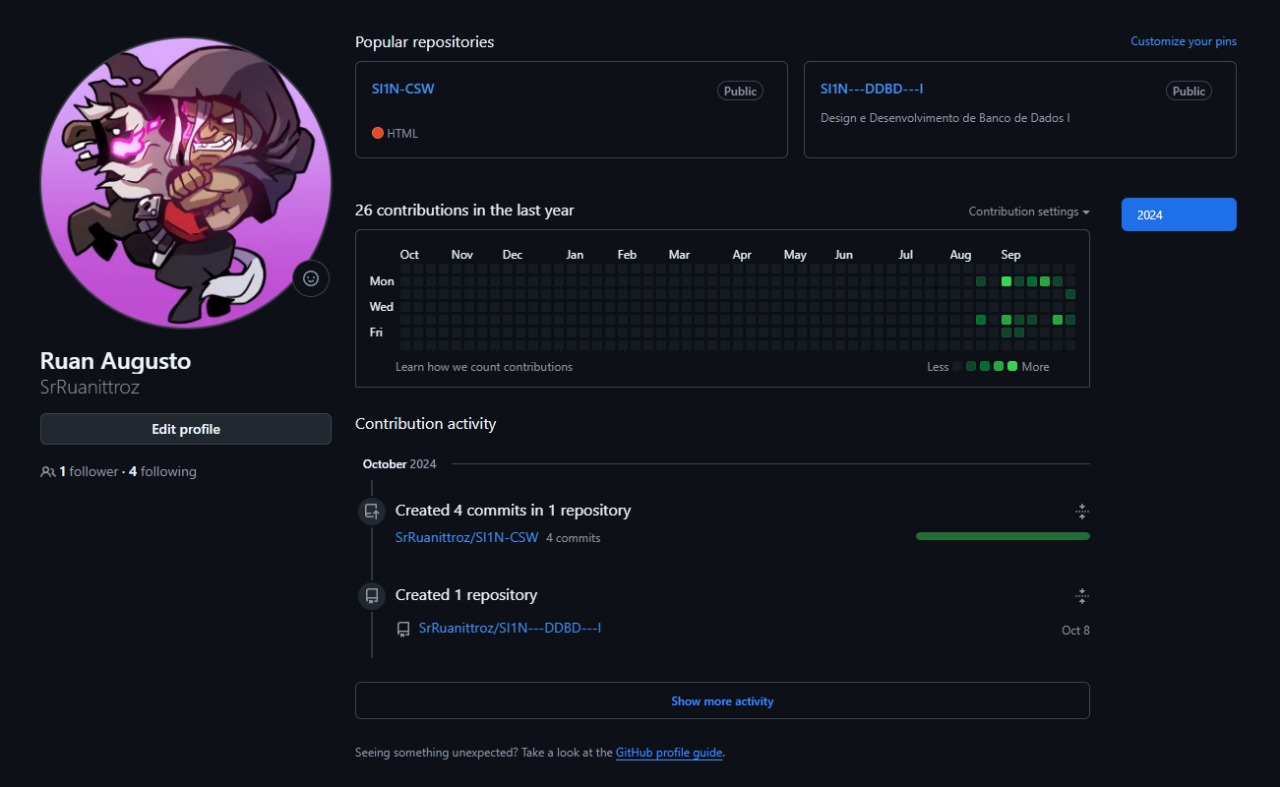 Popular repositories
Customize your pins
SI1N-CSW
Public
HTML
SI1N---DDBD---I
Public
Design e Desenvolvimento de Banco de Dados I
Ruan Augusto
SrRuanittroz
Edit profile
1 follower · 4 following
26 contributions in the last year
Contribution settings
2024
Oct Nov Dec Jan Feb Mar Apr May Jun Jul Aug Sep
Mon
Wed
Fri
Learn how we count contributions
Less More
Contribution activity
October 2024
Created 4 commits in 1 repository
SrRuanittroz/SI1N-CSW 4 commits
Created 1 repository
SrRuanittroz/SI1N---DDBD---I
Oct 8
Show more activity
Seeing something unexpected? Take a look at the GitHub profile guide.